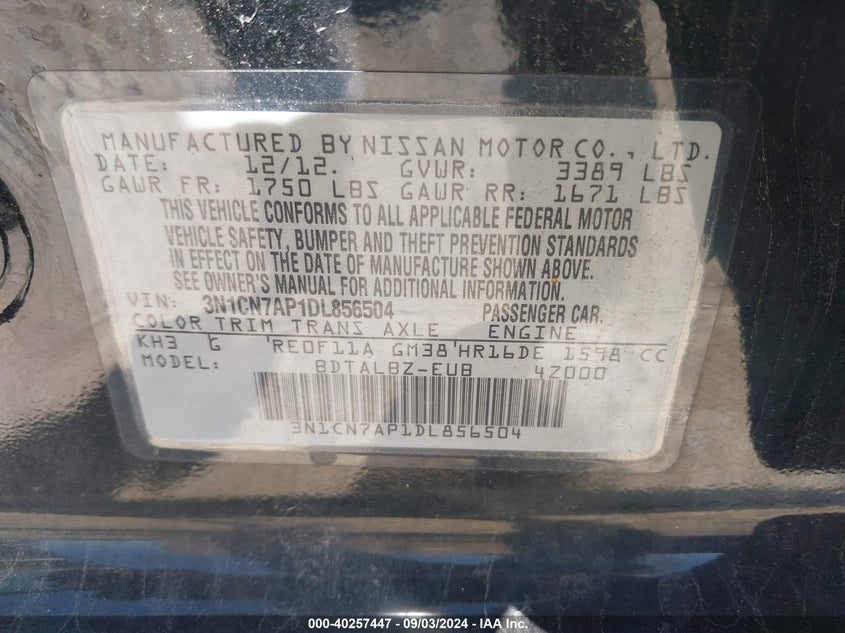 MANUFACTURED BY NISSAN MOTOR CO., LTD.
DATE: 12/12. GVWR: 3389 LBS
GAWR FR: 1750 LBS GAWR RR: 1671 LBS
THIS VEHICLE CONFORMS TO ALL APPLICABLE FEDERAL MOTOR
VEHICLE SAFETY, BUMPER AND THEFT PREVENTION STANDARDS
IN EFFECT ON THE DATE OF MANUFACTURE SHOWN ABOVE.
SEE OWNER'S MANUAL FOR ADDITIONAL INFORMATION.
VIN: 3N1CN7AP1DL856504 PASSENGER CAR.
COLOR TRIM TRANS AXLE ENGINE
KH3 G 'RE0F11A GM38'HR16DE 1598 CC
MODEL: BDTALBZ-EUB 4Z000
3N1CN7AP1DL856504
000-40257447 - 09/03/2024 - IAA Inc.